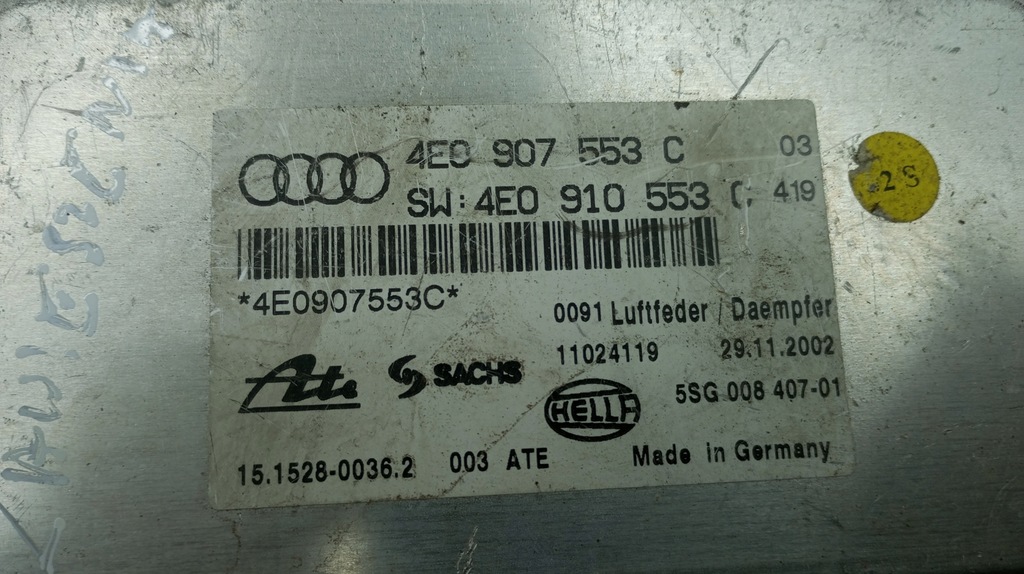 4E0 907 553 C 03
SW: 4E0 910 553 C 419
*4E0907553C*
0091 Luftfeder / Daempfer
11024119 29.11.2002
Ate SACHS
HELLA
5SG 008 407-01
15.1528-0036.2 003 ATE
Made in Germany
2S